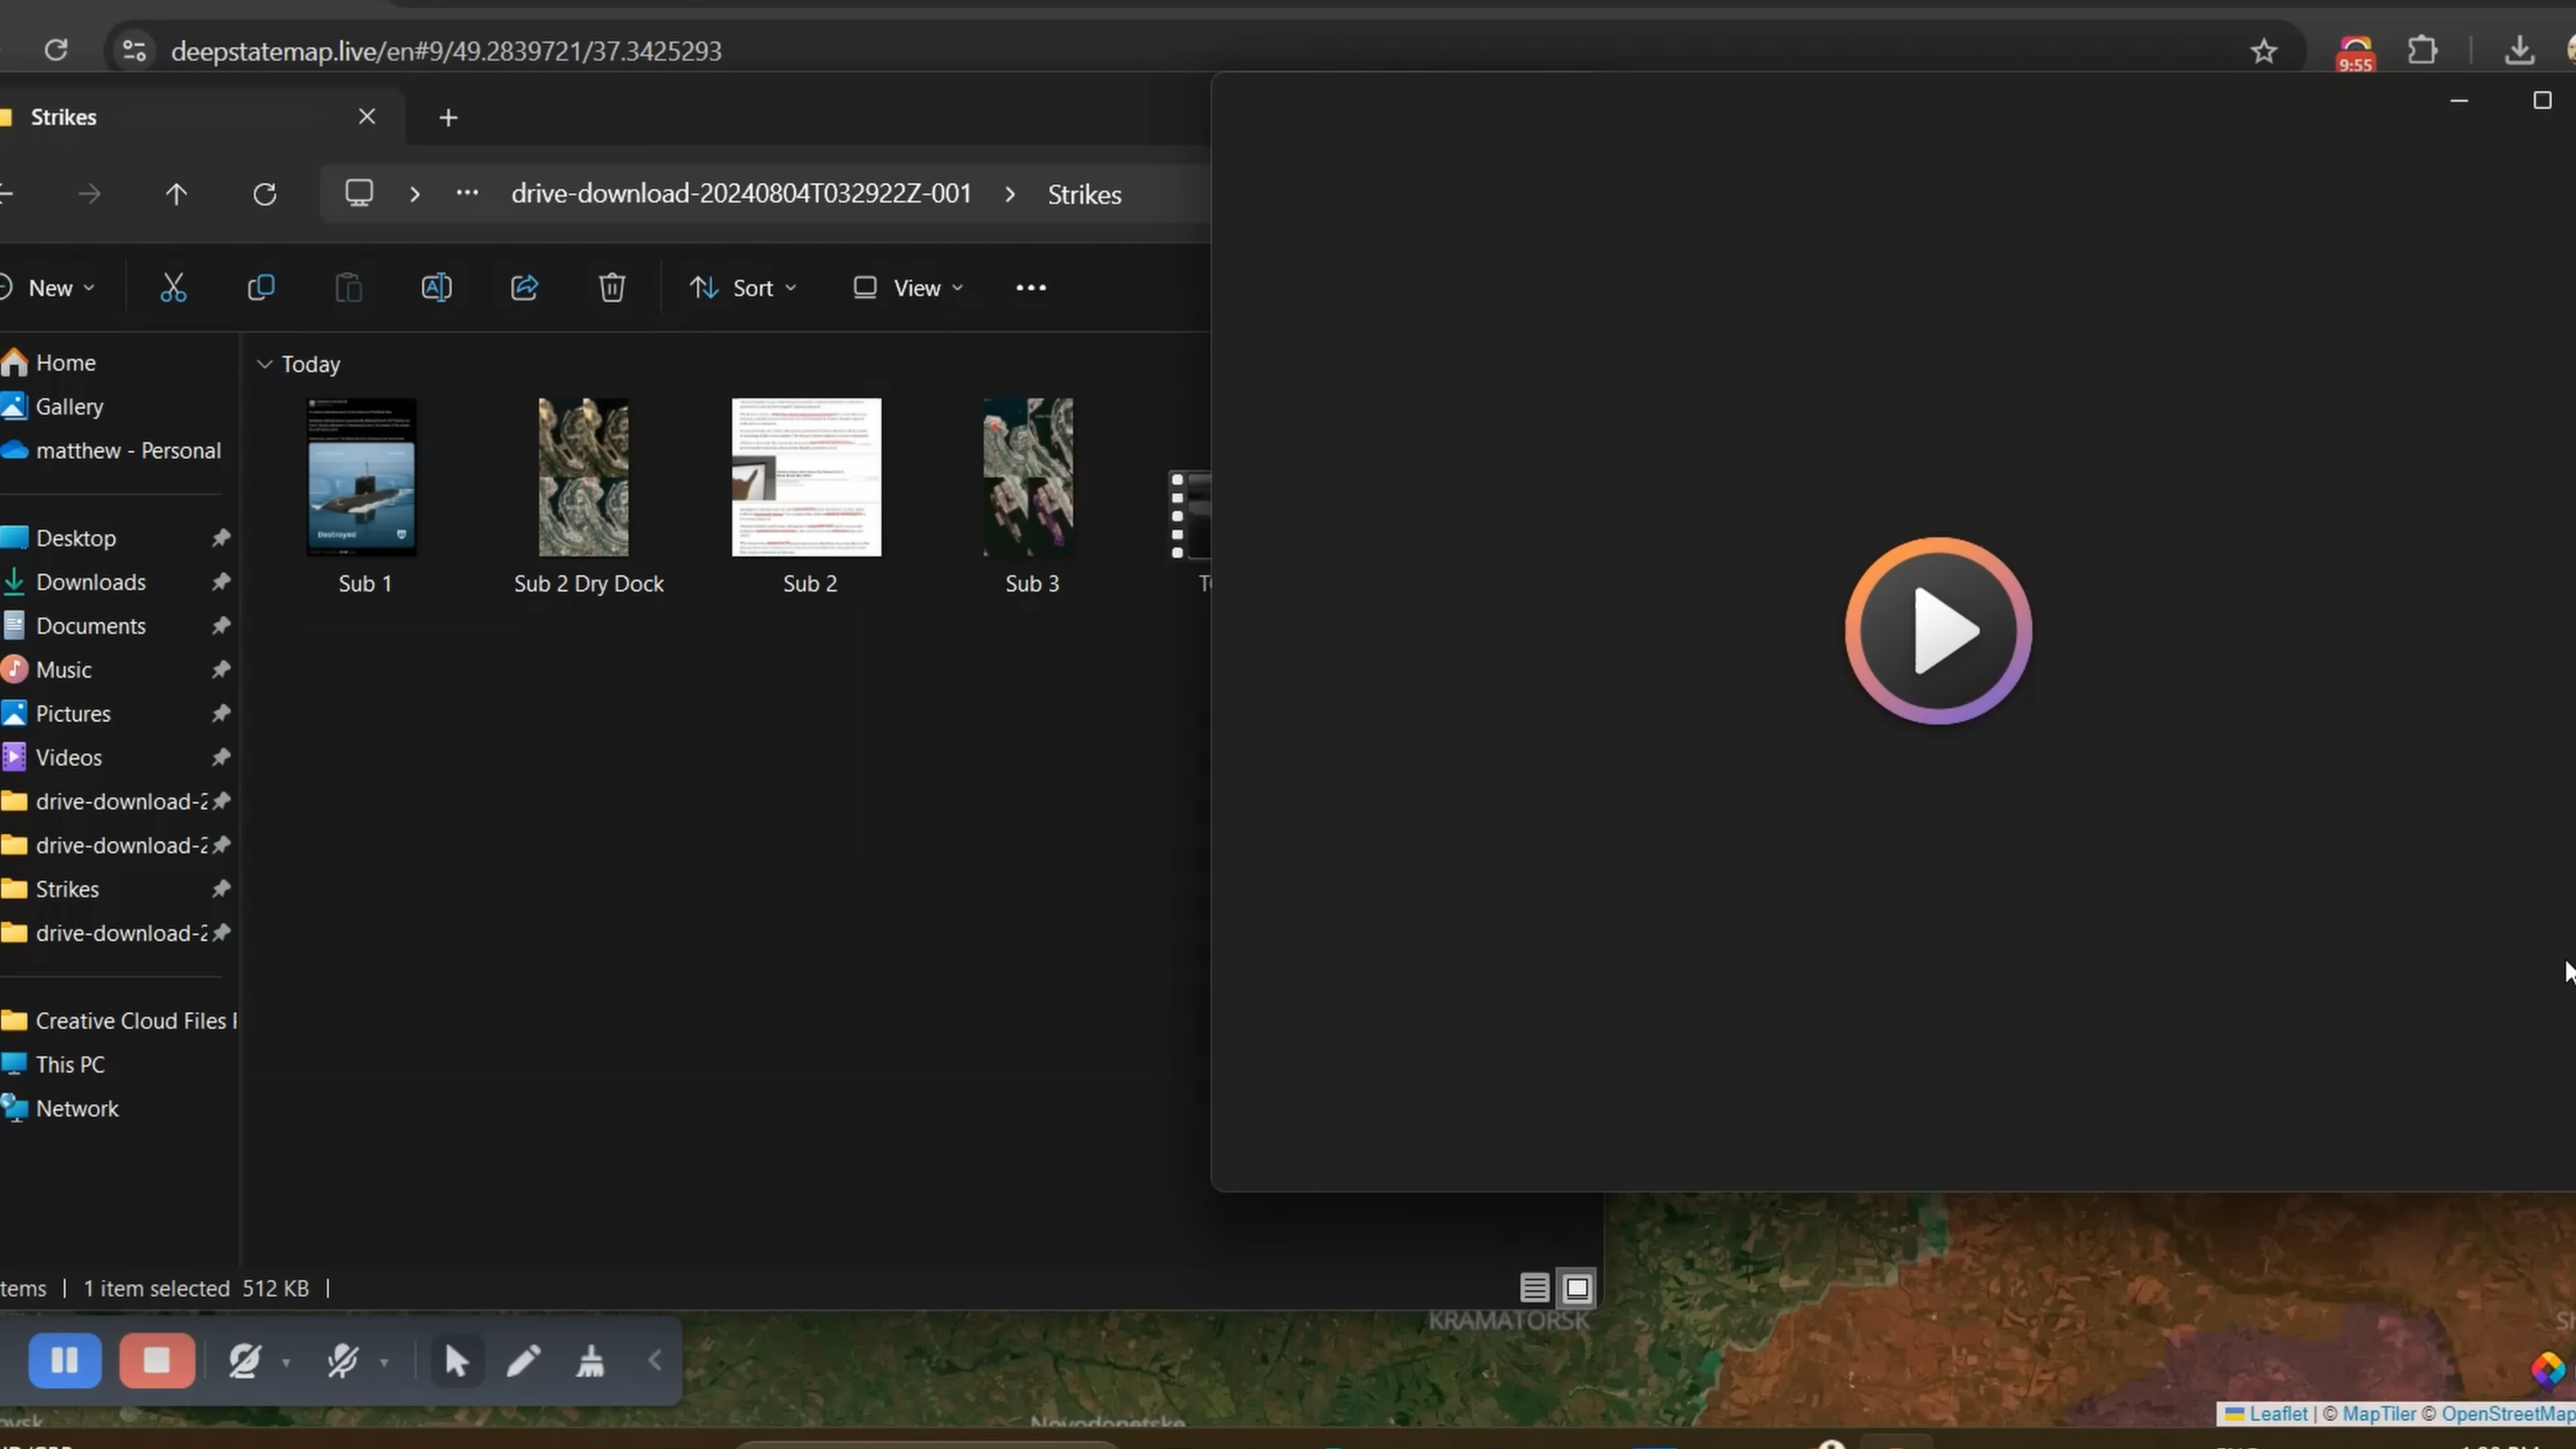 deepstatemap.live/en#9/49.2839721/37.3425293
9:55
Strikes
drive-download-20240804T032922Z-001
Strikes
New
Sort
View
Home
Gallery
matthew - Personal
Desktop
Downloads
Documents
Music
Pictures
Videos
drive-download-2
drive-download-2
Strikes
drive-download-2
Creative Cloud Files
This PC
Network
Today
Destroyed
Sub 1
Sub 2 Dry Dock
Sub 2
Sub 3
tems | 1 item selected 512 KB |
KRAMATORSK
Novodonetske
Leaflet | © MapTiler © OpenStreetMap